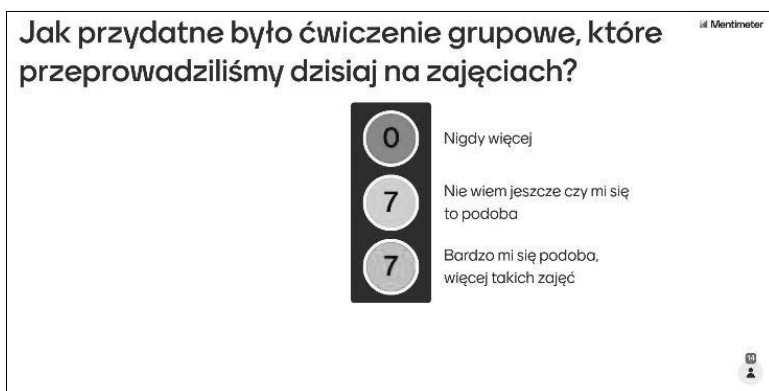 Jak przydatne było ćwiczenie grupowe, które
przeprowadziliśmy dzisiaj na zajęciach?
Mentimeter
0
Nigdy więcej
7
Nie wiem jeszcze czy mi się
to podoba
7
Bardzo mi się podoba,
więcej takich zajęć
14